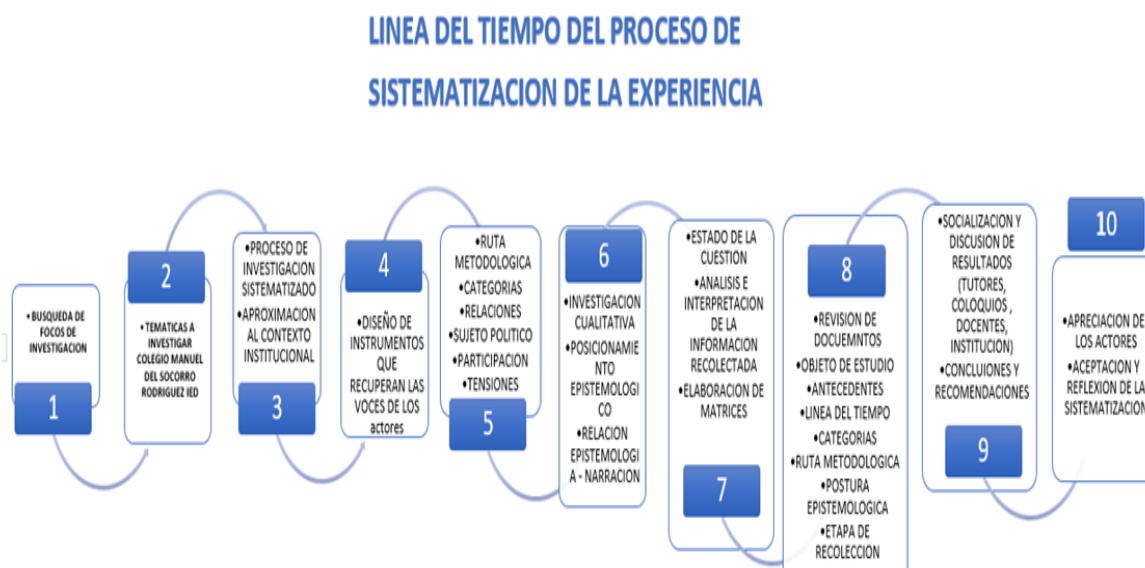 LINEA DEL TIEMPO DEL PROCESO DE
SISTEMATIZACION DE LA EXPERIENCIA
•BUSQUEDA DE
FOCOS DE
INVESTIGACION
1
2
•TEMATICAS A
INVESTIGAR
COLEGIO MANUEL
DEL SOCORRO
RODRIGUEZ IED
•PROCESO DE
INVESTIGACION
SISTEMATIZADO
•APROXIMACION
AL CONTEXTO
INSTITUCIONAL
3
4
•DISEÑO DE
INSTRUMENTOS
QUE
RECUPERAN LAS
VOCES DE LOS
actores
•RUTA
METODOLOGICA
•CATEGORIAS
•RELACIONES
•SUJETO POLITICO
•PARTICIPACION
•TENSIONES
5
6
•INVESTIGACION
CUALITATIVA
•POSICIONAMIE
NTO
EPISTEMOLOGI
CO
•RELACION
EPISTEMOLOGI
A - NARRACION
•ESTADO DE LA
CUESTION
•ANALISIS E
INTERPRETACION
DE LA
INFORMACION
RECOLECTADA
•ELABORACION DE
MATRICES
7
8
•REVISION DE
DOCUEMNTOS
•OBJETO DE ESTUDIO
•ANTECEDENTES
•LINEA DEL TIEMPO
•CATEGORIAS
•RUTA METODOLOGICA
•POSTURA
EPISTEMOLOGICA
•ETAPA DE
RECOLECCION
•SOCIALIZACION Y
DISCUSION DE
RESULTADOS
(TUTORES,
COLOQUIOS ,
DOCENTES,
INSTITUCION)
•CONCLUIONES Y
RECOMENDACIONES
9
10
•APRECIACION DE
LOS ACTORES
•ACEPTACION Y
REFLEXION DE LA
SISTEMATIZACION